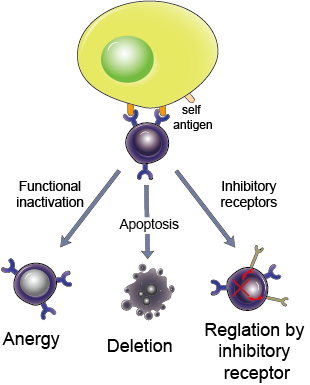 self
antigen
Functional
inactivation
Apoptosis
Inhibitory
receptors
Anergy
Deletion
Reglation by
inhibitory
receptor